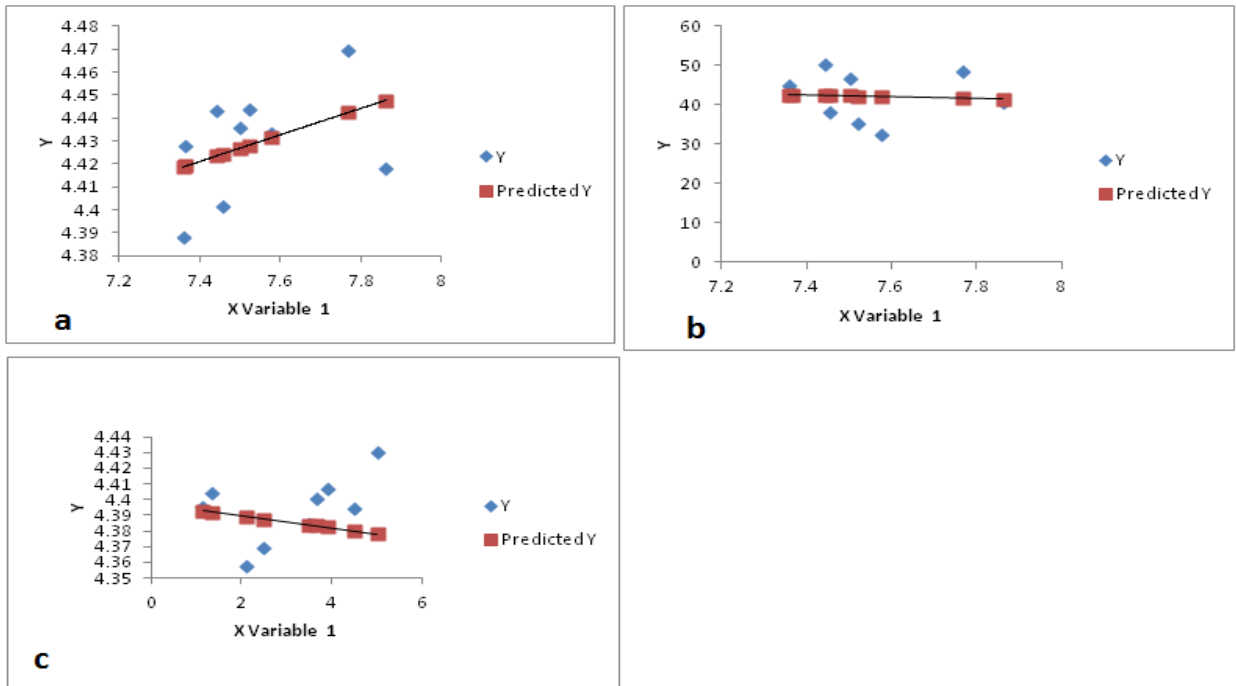 4.48
4.47
4.46
4.45
4.44
4.43
4.42
4.41
4.4
4.39
4.38
Y
7.2 7.4 7.6 7.8 8
X Variable 1
Y
Predicted Y
a
60
50
40
30
20
10
0
Y
7.2 7.4 7.6 7.8 8
X Variable 1
Y
Predicted Y
b
4.44
4.43
4.42
4.41
4.4
4.39
4.38
4.37
4.36
4.35
Y
0 2 4 6
X Variable 1
Y
Predicted Y
c